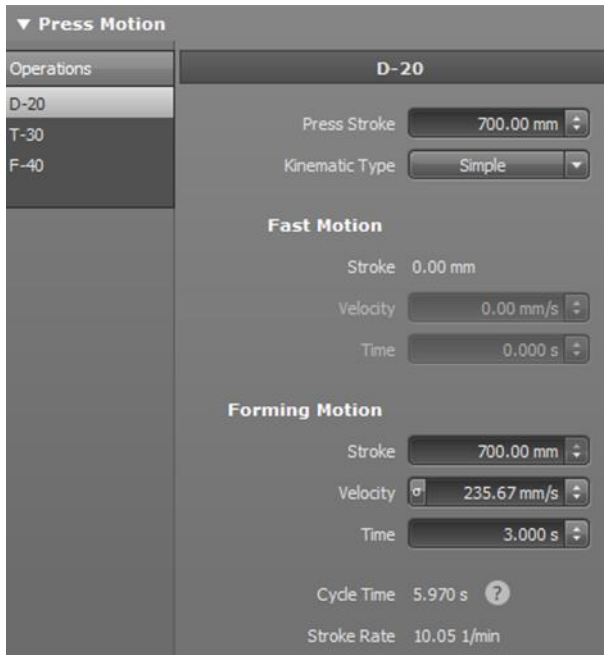 ▼ Press Motion
Operations
D-20
T-30
F-40
D-20
Press Stroke 700.00 mm
Kinematic Type Simple
Fast Motion
Stroke 0.00 mm
Velocity 0.00 mm/s
Time 0.000 s
Forming Motion
Stroke 700.00 mm
Velocity σ 235.67 mm/s
Time 3.000 s
Cycle Time 5.970 s ?
Stroke Rate 10.05 1/min